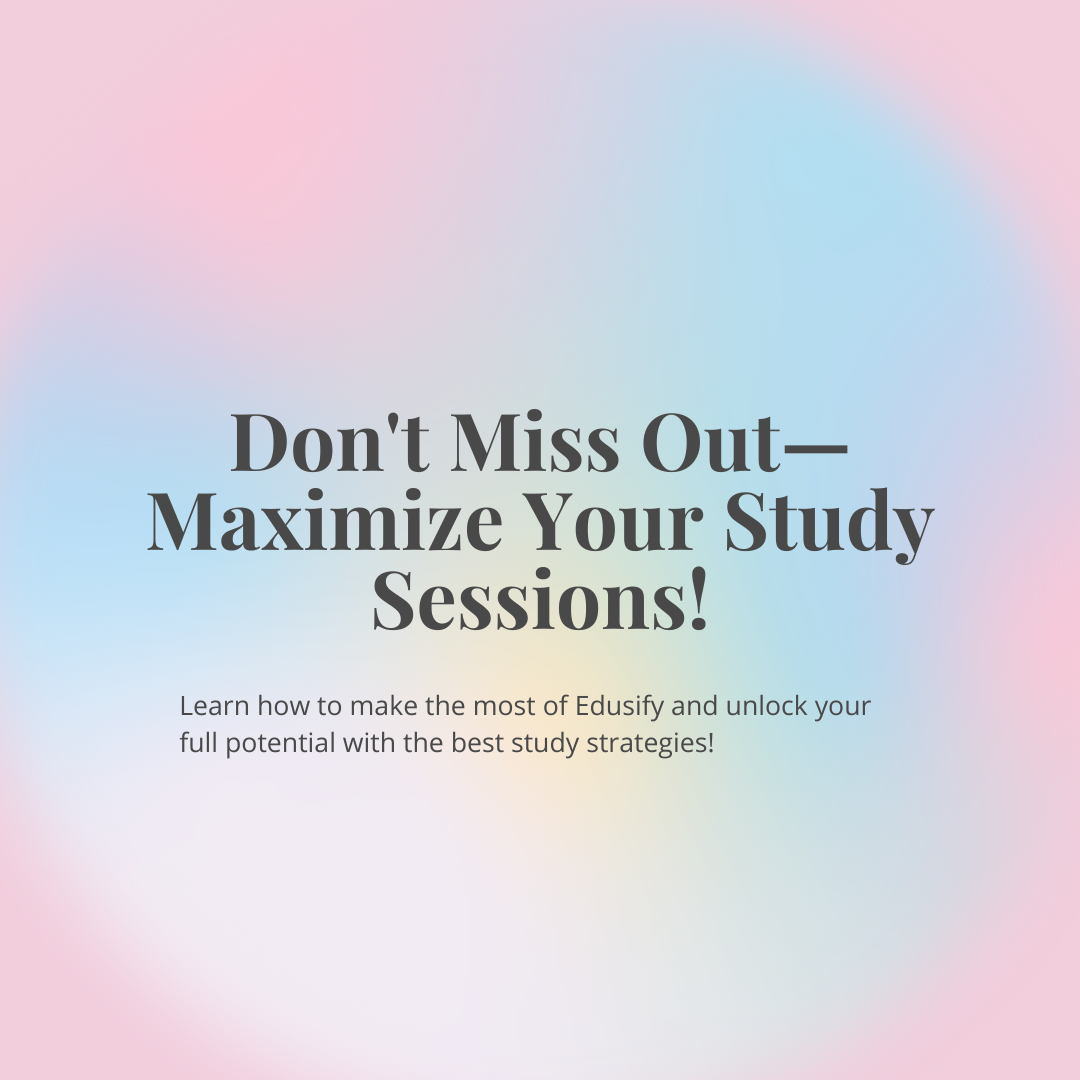 Don't Miss Out—
Maximize Your Study
Sessions!
Learn how to make the most of Edusify and unlock your
full potential with the best study strategies!